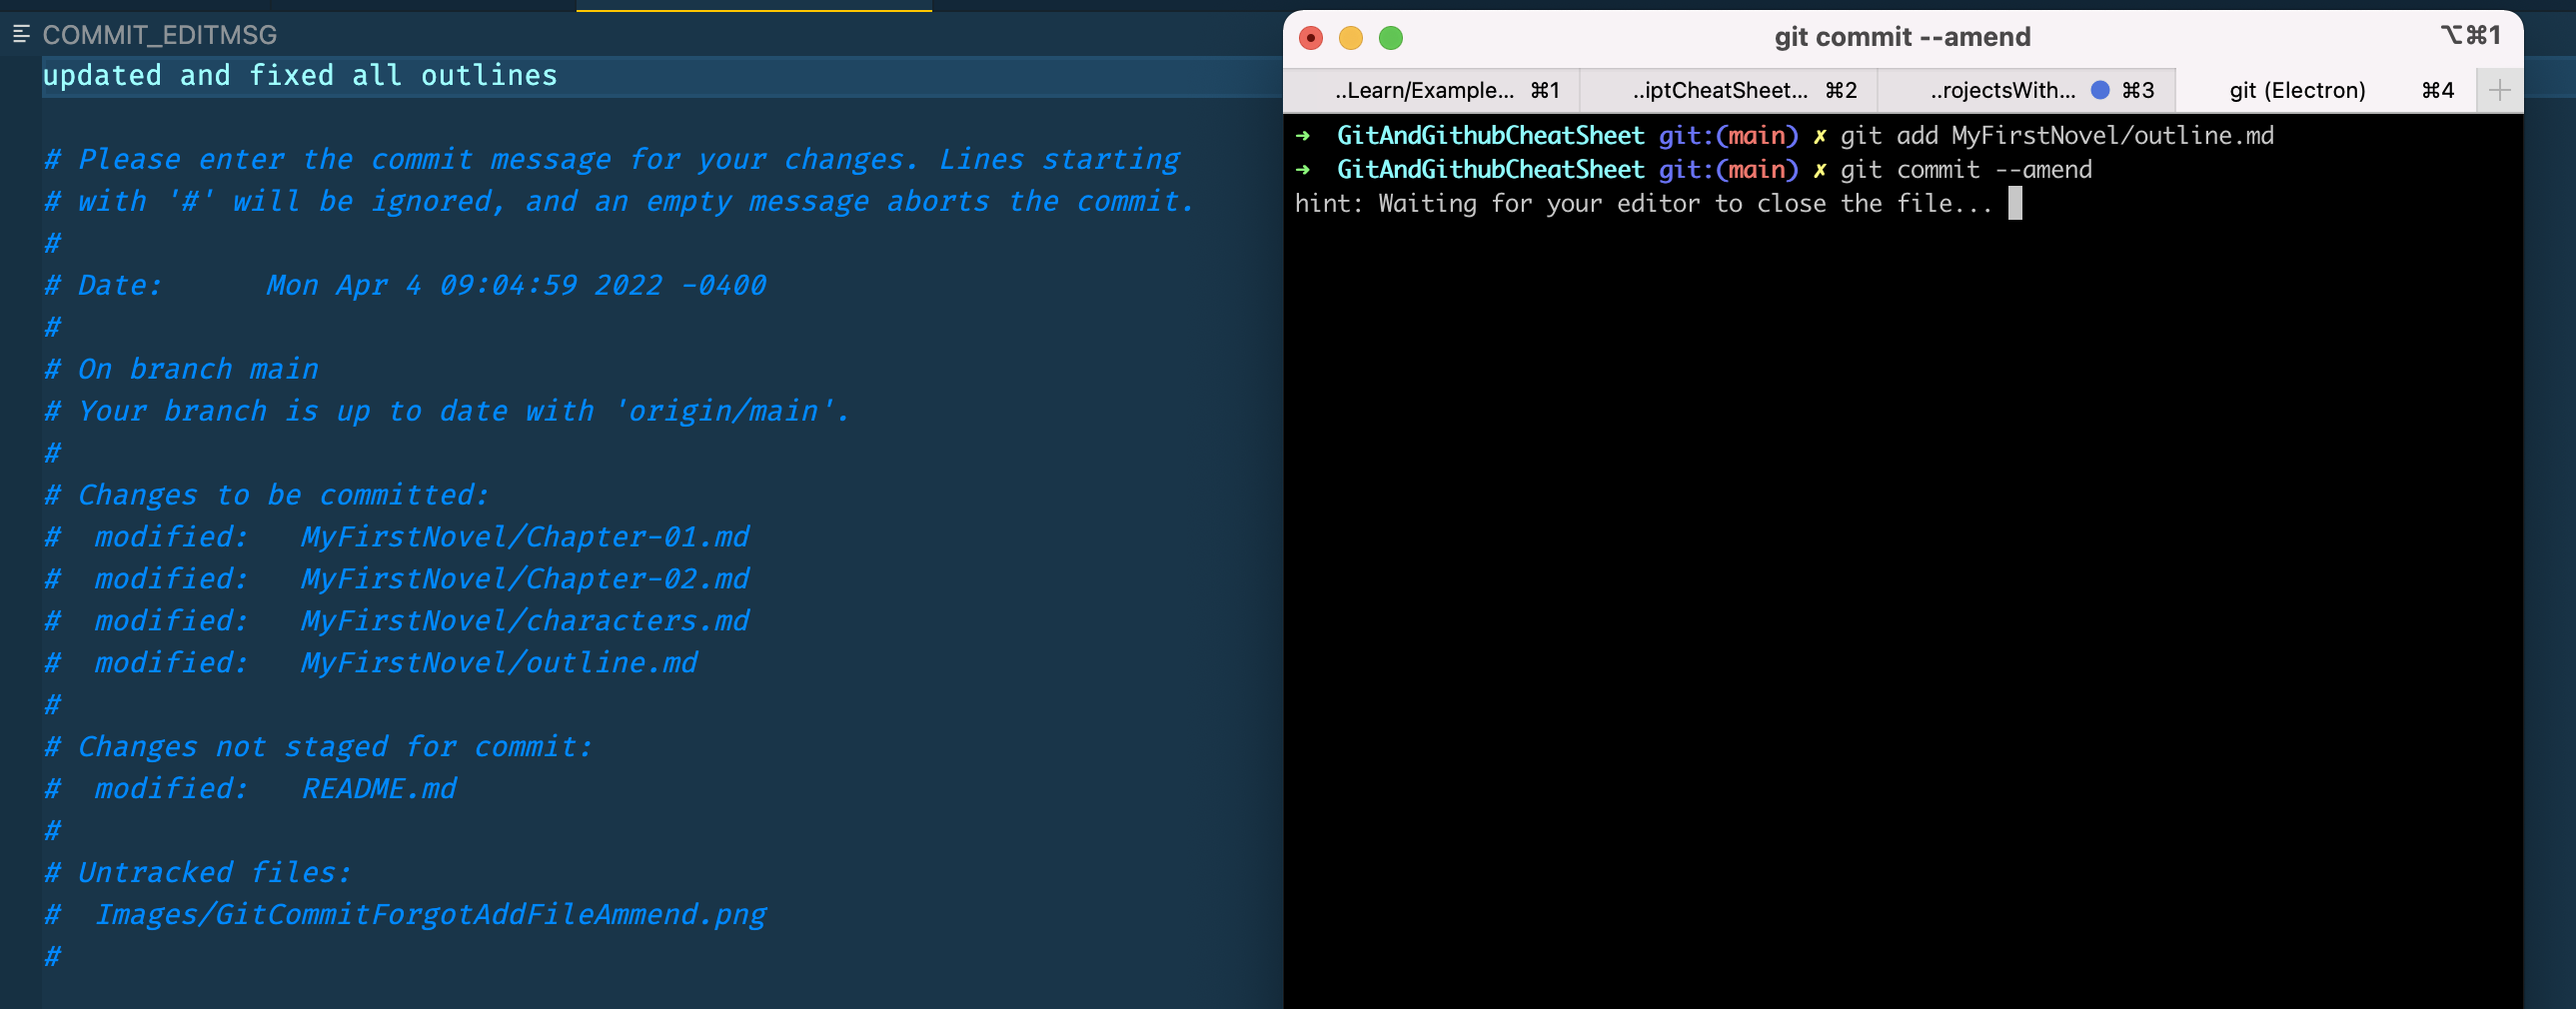 COMMIT_EDITMSG
updated and fixed all outlines
# Please enter the commit message for your changes. Lines starting
# with '#' will be ignored, and an empty message aborts the commit.
#
# Date:      Mon Apr 4 09:04:59 2022 -0400
#
# On branch main
# Your branch is up to date with 'origin/main'.
#
# Changes to be committed:
#  modified:   MyFirstNovel/Chapter-01.md
#  modified:   MyFirstNovel/Chapter-02.md
#  modified:   MyFirstNovel/characters.md
#  modified:   MyFirstNovel/outline.md
#
# Changes not staged for commit:
#  modified:   README.md
#
# Untracked files:
#  Images/GitCommitForgotAddFileAmmend.png
#
git commit --amend ⌥⌘1
..Learn/Example... ⌘1 ..iptCheatSheet... ⌘2 ..rojectsWith... ⌘3 git (Electron) ⌘4 +
→ GitAndGithubCheatSheet git:(main) ✗ git add MyFirstNovel/outline.md
→ GitAndGithubCheatSheet git:(main) ✗ git commit --amend
hint: Waiting for your editor to close the file...